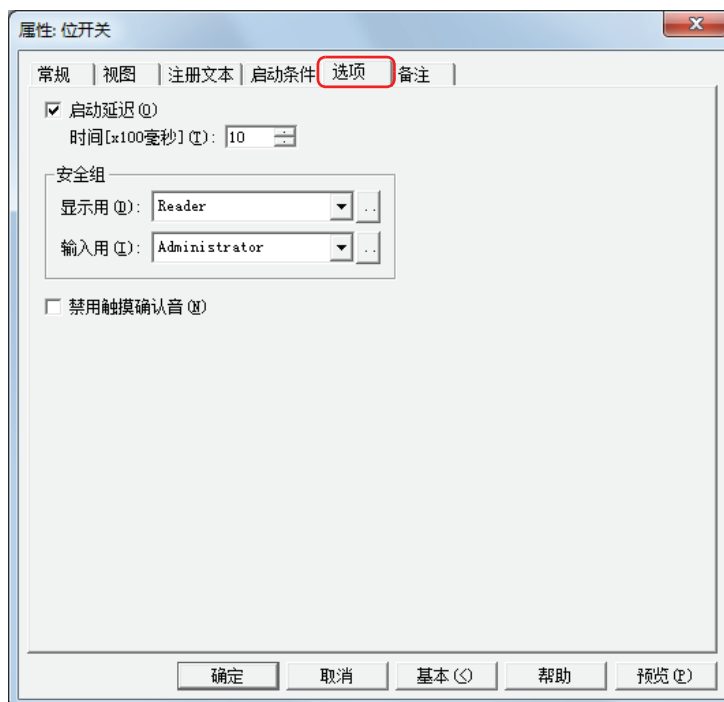 属性: 位开关
常规 视图 注册文本 启动条件 选项 备注
启动延迟(O)
时间[x100毫秒](T): 10
安全组
显示用(D): Reader ..
输入用(I): Administrator ..
禁用触摸确认音(N)
确定 取消 基本(<) 帮助 预览(P)